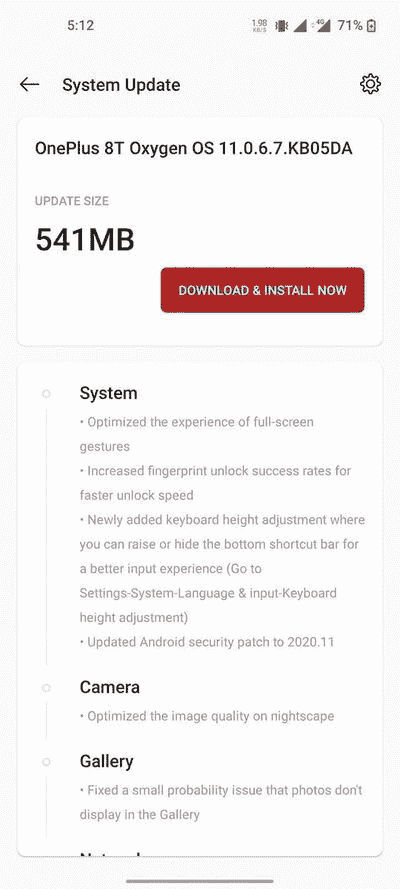 5:12
1.98
KB/S
4G
71%
System Update
OnePlus 8T Oxygen OS 11.0.6.7.KB05DA
UPDATE SIZE
541MB
DOWNLOAD & INSTALL NOW
System
• Optimized the experience of full-screen
gestures
• Increased fingerprint unlock success rates for
faster unlock speed
• Newly added keyboard height adjustment where
you can raise or hide the bottom shortcut bar for
a better input experience (Go to
Settings-System-Language & input-Keyboard
height adjustment)
• Updated Android security patch to 2020.11
Camera
• Optimized the image quality on nightscape
Gallery
• Fixed a small probability issue that photos don't
display in the Gallery